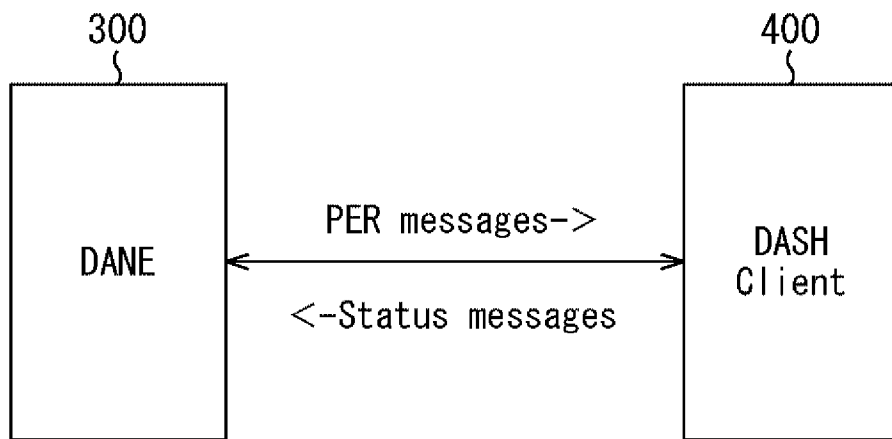 300
400
DANE
PER messages->
<-Status messages
DASH
Client